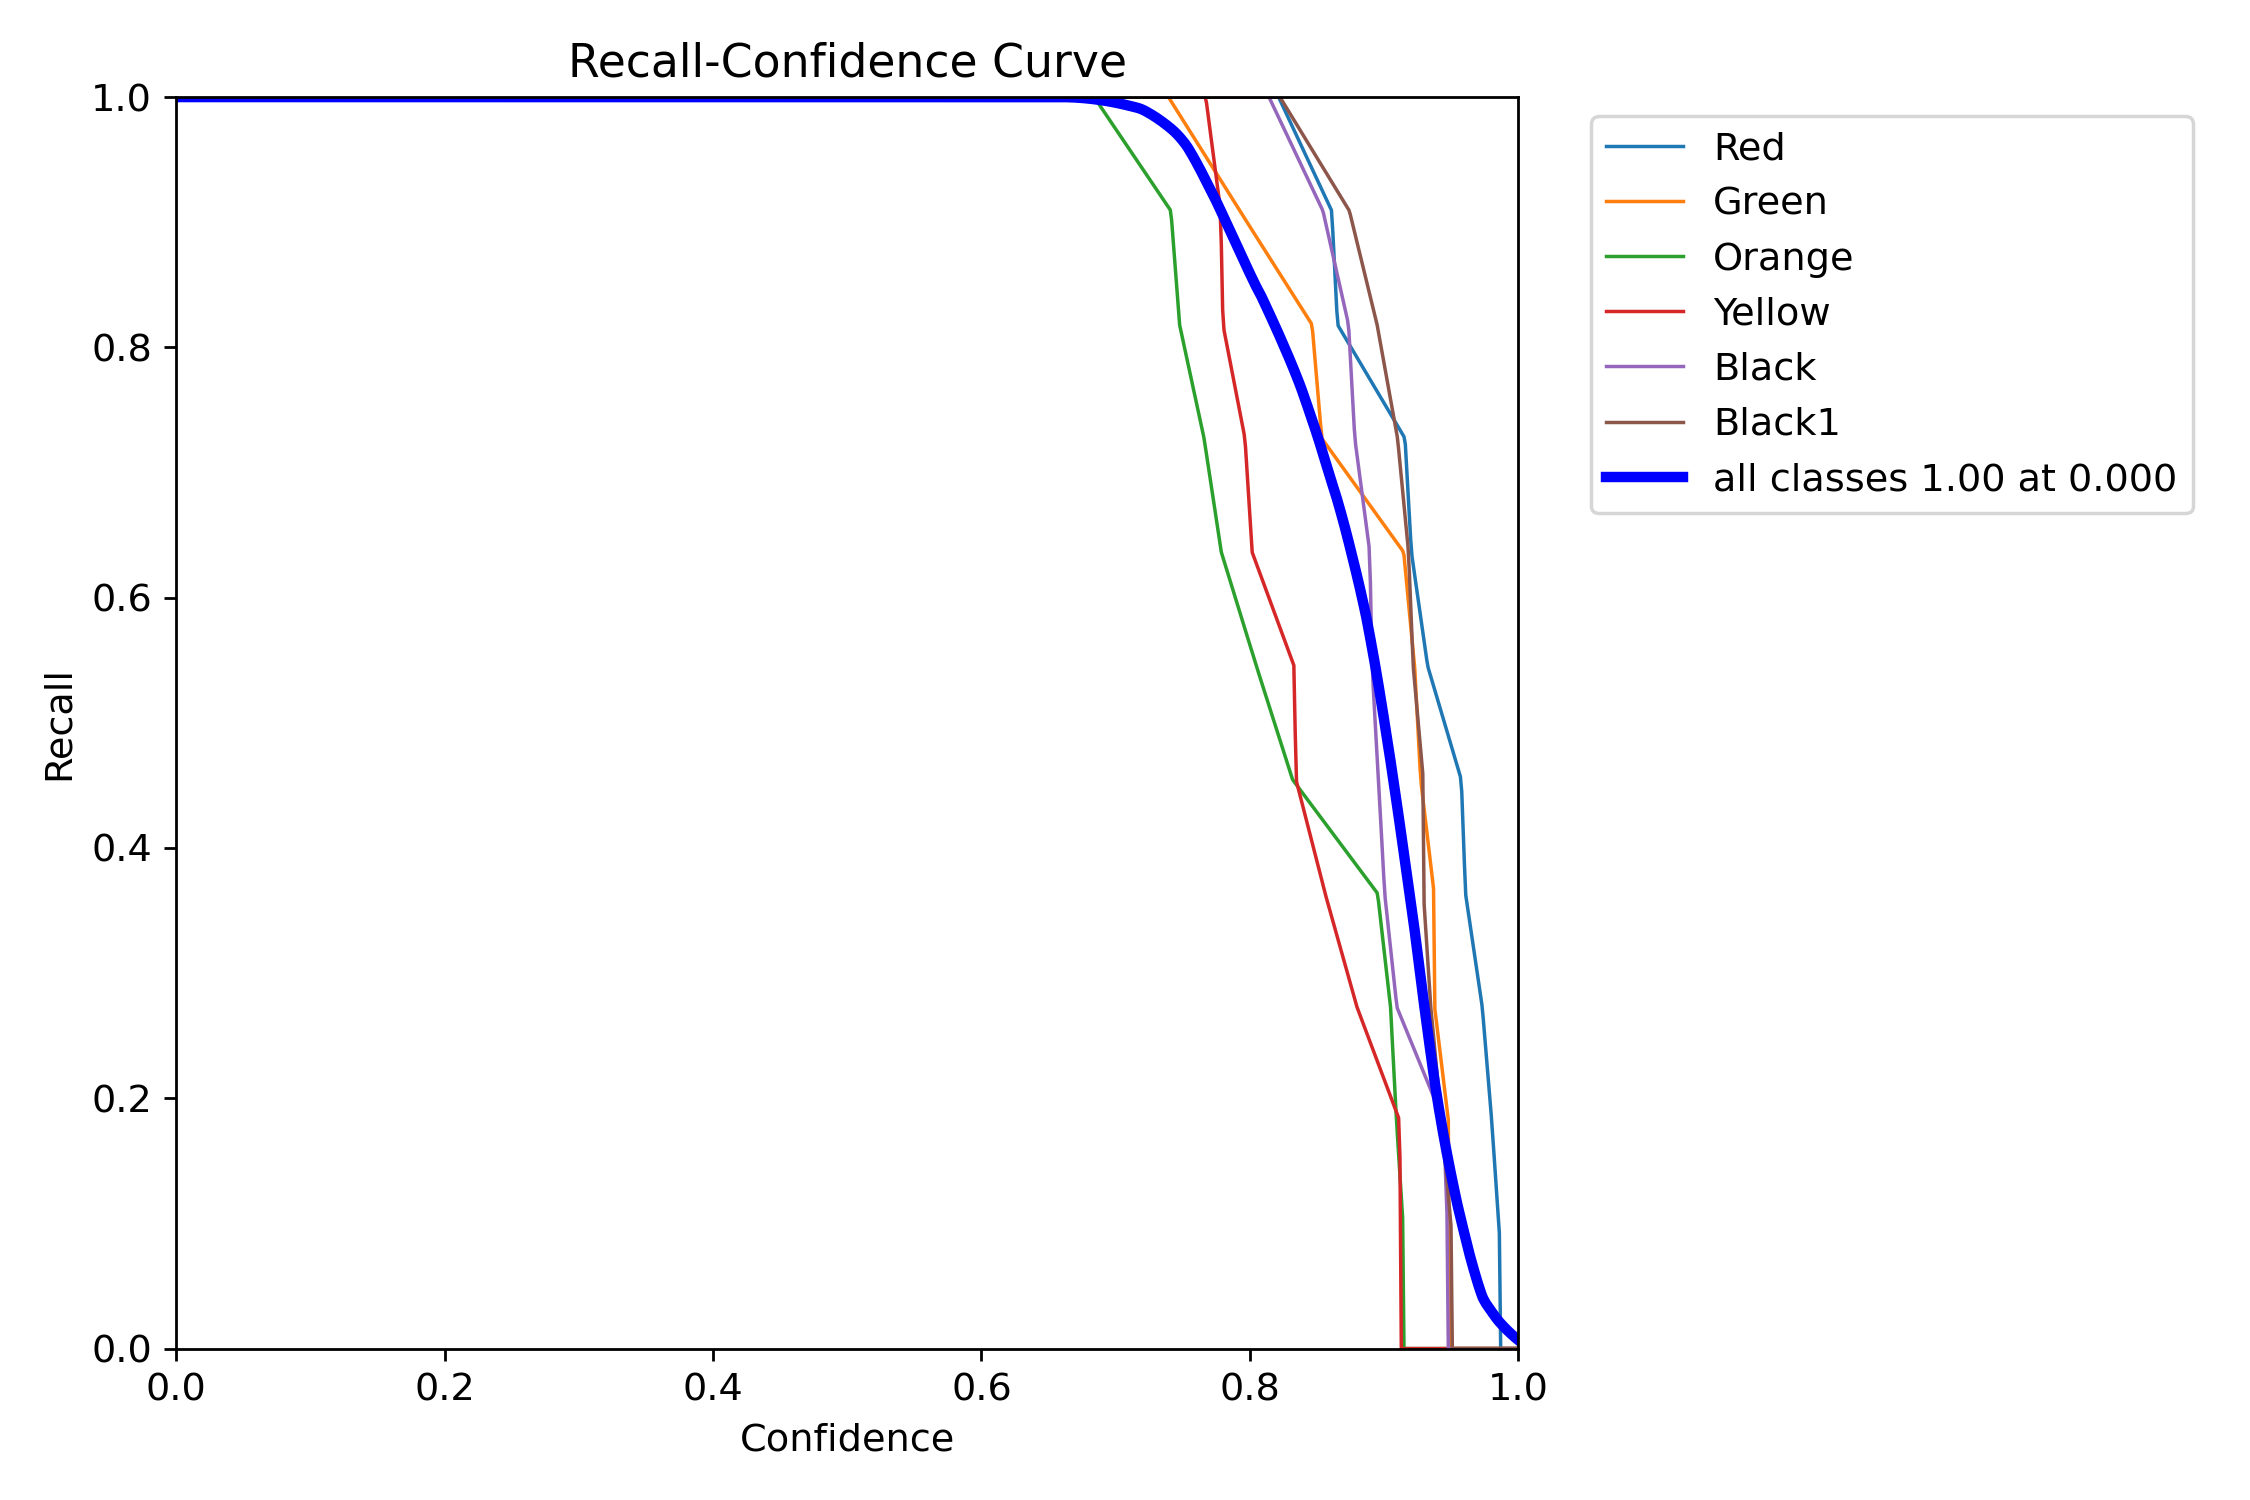 Recall-Confidence Curve
1.0
0.8
0.6
0.4
0.2
0.0
Recall
0.0 0.2 0.4 0.6 0.8 1.0
Confidence
Red
Green
Orange
Yellow
Black
Black1
all classes 1.00 at 0.000